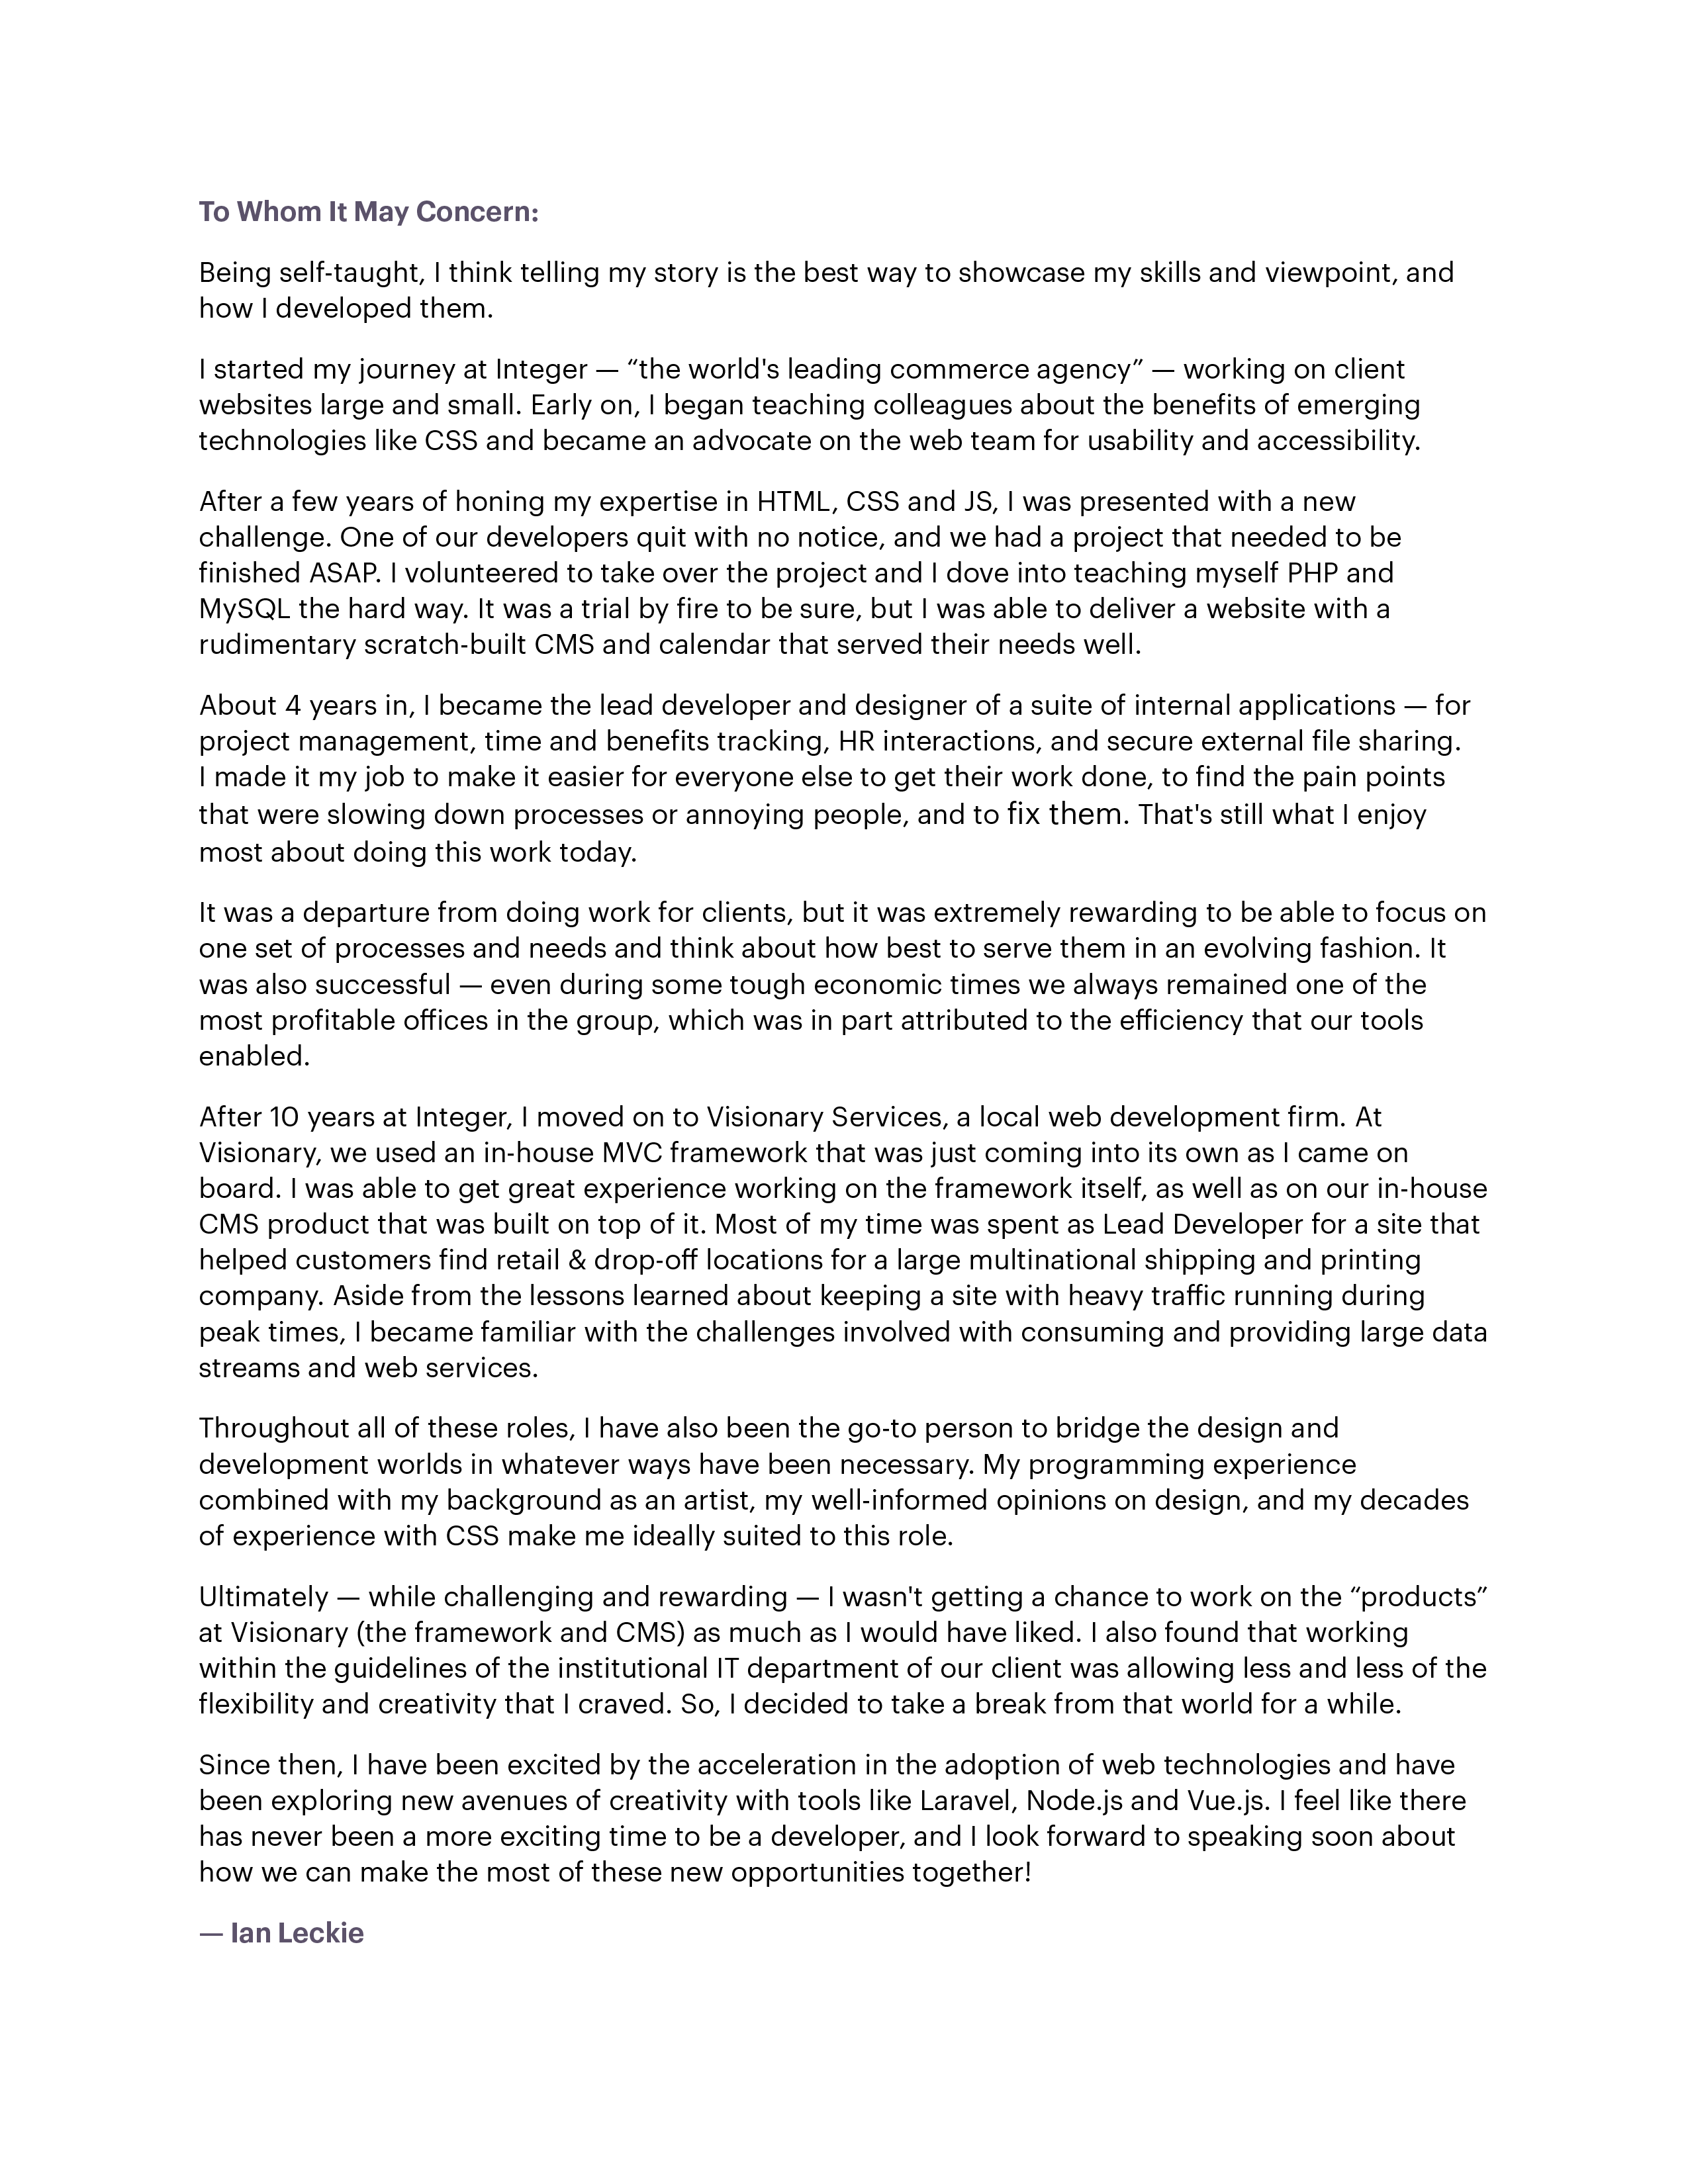 To Whom It May Concern:
Being self-taught, I think telling my story is the best way to showcase my skills and viewpoint, and
how I developed them.
I started my journey at Integer — “the world's leading commerce agency” — working on client
websites large and small. Early on, I began teaching colleagues about the benefits of emerging
technologies like CSS and became an advocate on the web team for usability and accessibility.
After a few years of honing my expertise in HTML, CSS and JS, I was presented with a new
challenge. One of our developers quit with no notice, and we had a project that needed to be
finished ASAP. I volunteered to take over the project and I dove into teaching myself PHP and
MySQL the hard way. It was a trial by fire to be sure, but I was able to deliver a website with a
rudimentary scratch-built CMS and calendar that served their needs well.
About 4 years in, I became the lead developer and designer of a suite of internal applications — for
project management, time and benefits tracking, HR interactions, and secure external file sharing.
I made it my job to make it easier for everyone else to get their work done, to find the pain points
that were slowing down processes or annoying people, and to fix them. That's still what I enjoy
most about doing this work today.
It was a departure from doing work for clients, but it was extremely rewarding to be able to focus on
one set of processes and needs and think about how best to serve them in an evolving fashion. It
was also successful — even during some tough economic times we always remained one of the
most profitable offices in the group, which was in part attributed to the efficiency that our tools
enabled.
After 10 years at Integer, I moved on to Visionary Services, a local web development firm. At
Visionary, we used an in-house MVC framework that was just coming into its own as I came on
board. I was able to get great experience working on the framework itself, as well as on our in-house
CMS product that was built on top of it. Most of my time was spent as Lead Developer for a site that
helped customers find retail & drop-off locations for a large multinational shipping and printing
company. Aside from the lessons learned about keeping a site with heavy traffic running during
peak times, I became familiar with the challenges involved with consuming and providing large data
streams and web services.
Throughout all of these roles, I have also been the go-to person to bridge the design and
development worlds in whatever ways have been necessary. My programming experience
combined with my background as an artist, my well-informed opinions on design, and my decades
of experience with CSS make me ideally suited to this role.
Ultimately — while challenging and rewarding — I wasn't getting a chance to work on the “products”
at Visionary (the framework and CMS) as much as I would have liked. I also found that working
within the guidelines of the institutional IT department of our client was allowing less and less of the
flexibility and creativity that I craved. So, I decided to take a break from that world for a while.
Since then, I have been excited by the acceleration in the adoption of web technologies and have
been exploring new avenues of creativity with tools like Laravel, Node.js and Vue.js. I feel like there
has never been a more exciting time to be a developer, and I look forward to speaking soon about
how we can make the most of these new opportunities together!
— Ian Leckie